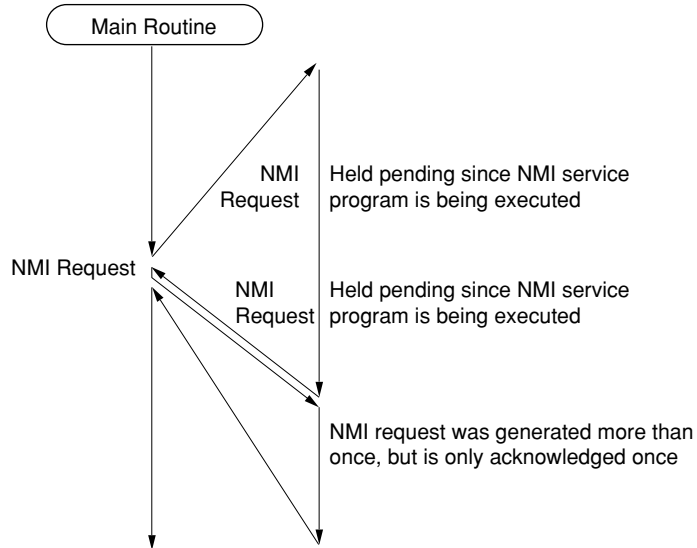 Main Routine
NMI
Request
Held pending since NMI service
program is being executed
NMI Request
NMI
Request
Held pending since NMI service
program is being executed
NMI request was generated more than
once, but is only acknowledged once